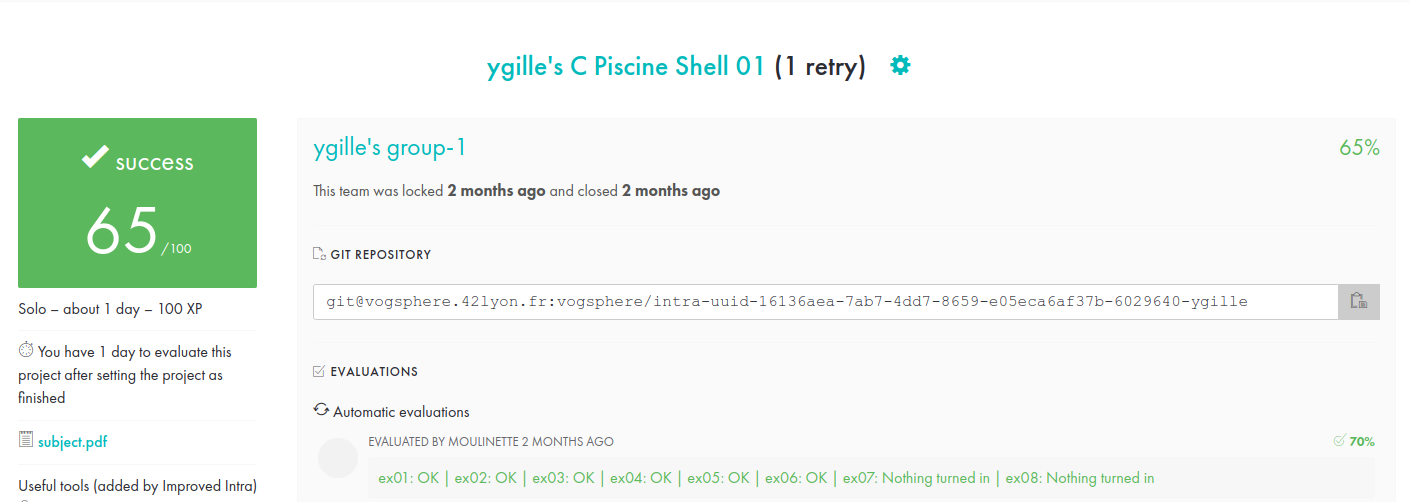 ygille's C Piscine Shell 01 (1 retry)
success
65/100
Solo – about 1 day – 100 XP
You have 1 day to evaluate this
project after setting the project as
finished
subject.pdf
Useful tools (added by Improved Intra)
ygille's group-1 65%
This team was locked 2 months ago and closed 2 months ago
GIT REPOSITORY
git@vogsphere.42lyon.fr:vogsphere/intra-uuid-16136aea-7ab7-4dd7-8659-e05eca6af37b-6029640-ygille
EVALUATIONS
Automatic evaluations
EVALUATED BY MOULINETTE 2 MONTHS AGO 70%
ex01: OK | ex02: OK | ex03: OK | ex04: OK | ex05: OK | ex06: OK | ex07: Nothing turned in | ex08: Nothing turned in